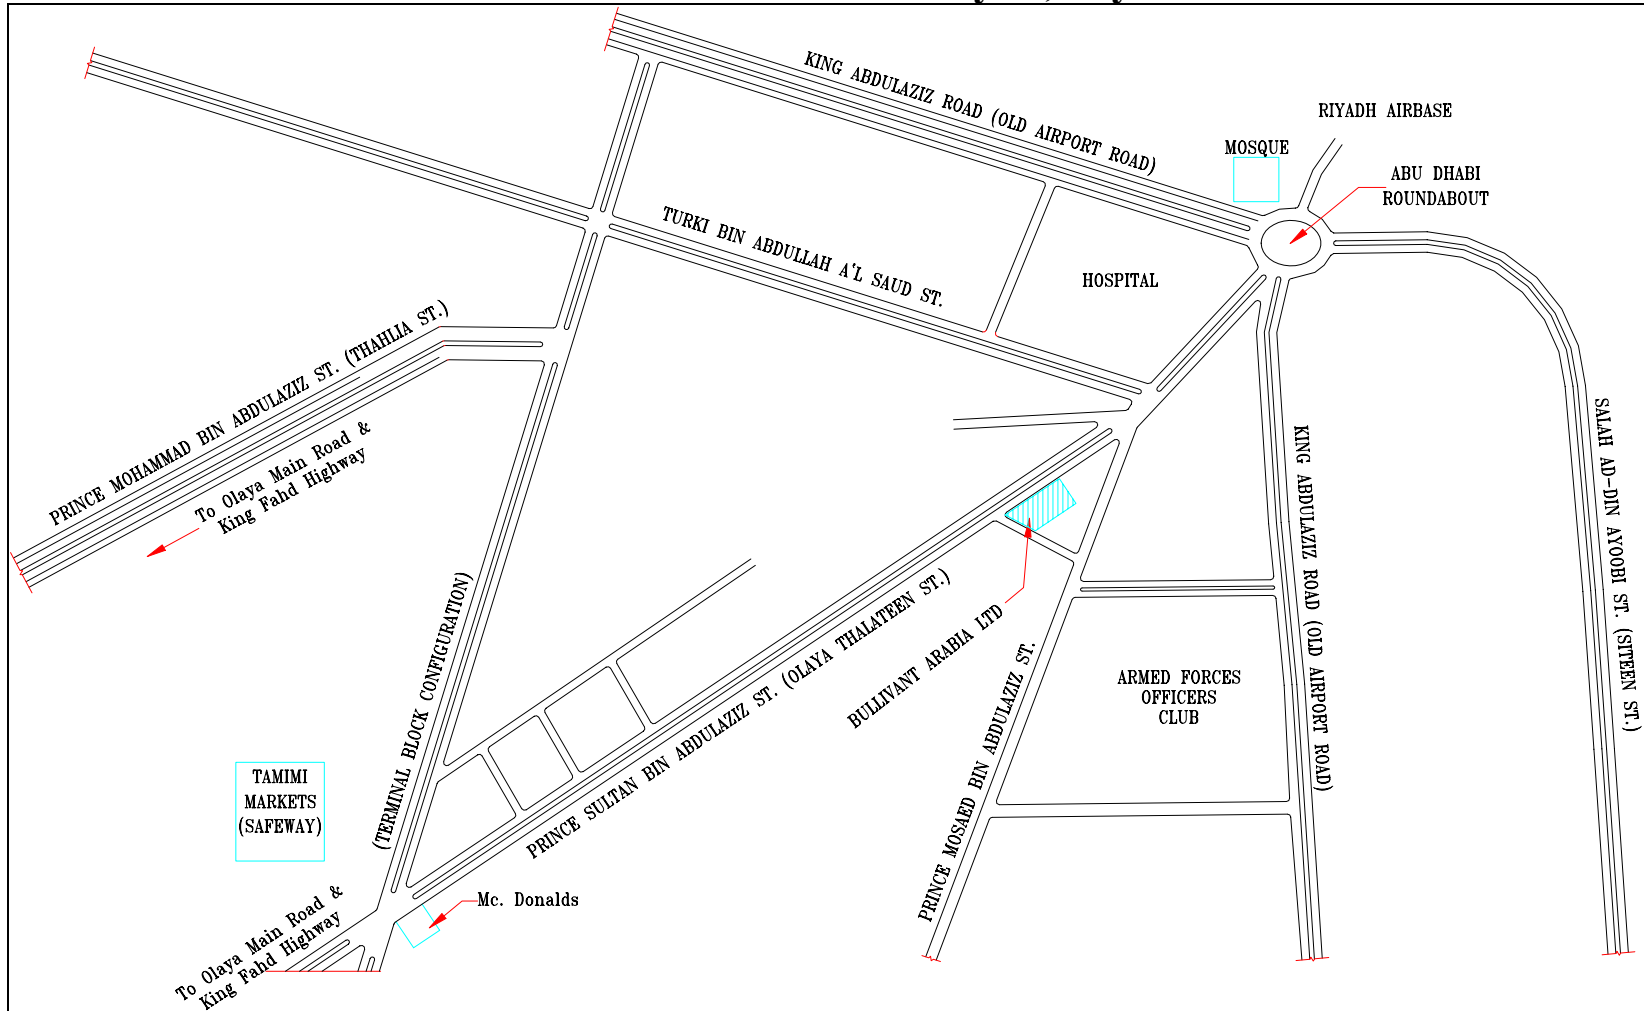 KING ABDULAZIZ ROAD (OLD AIRPORT ROAD)
RIYADH AIRBASE
MOSQUE
ABU DHABI
ROUNDABOUT
TURKI BIN ABDULLAH A'L SAUD ST.
HOSPITAL
PRINCE MOHAMMAD BIN ABDULAZIZ ST. (THAHLIA ST.)
To Olaya Main Road &
King Fahd Highway
SALAH AD-DIN AYOOBI ST. (SITEEN ST.)
KING ABDULAZIZ ROAD (OLD AIRPORT ROAD)
(TERMINAL BLOCK CONFIGURATION)
PRINCE SULTAN BIN ABDULAZIZ ST. (OLAYA THALATEEN ST.)
BULLIVANT ARABIA LTD
PRINCE MOSAED BIN ABDULAZIZ ST.
ARMED FORCES
OFFICERS
CLUB
TAMIMI
MARKETS
(SAFEWAY)
Mc. Donalds
To Olaya Main Road &
King Fahd Highway